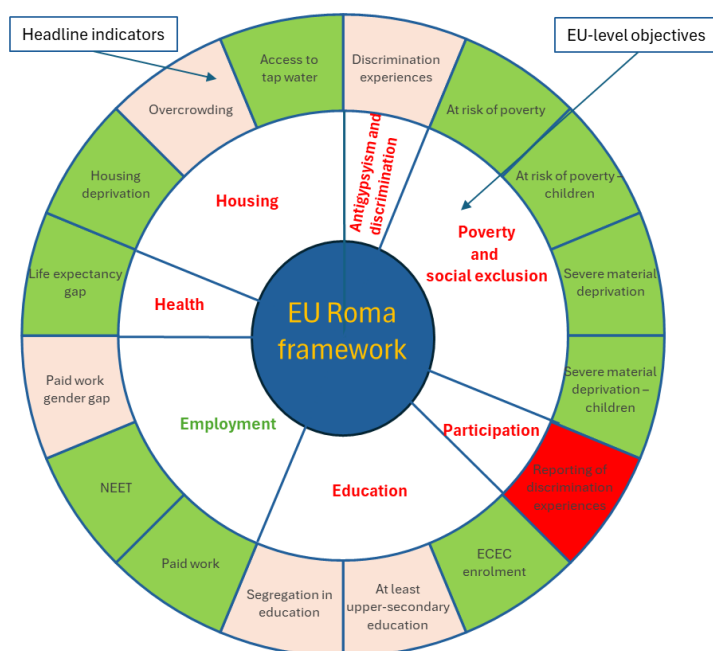 Headline indicators
EU-level objectives
Access to
tap water
Discrimination
experiences
At risk of poverty
At risk of poverty –
children
Severe material
deprivation
Severe material
deprivation –
children
Reporting of
discrimination
experiences
ECEC
enrolment
At least
upper-secondary
education
Segregation in
education
Paid work
NEET
Paid work
gender gap
Life expectancy
gap
Housing
deprivation
Overcrowding
Antigypsyism and
discrimination
Poverty
and
social exclusion
Participation
Education
Employment
Health
Housing
EU Roma
framework